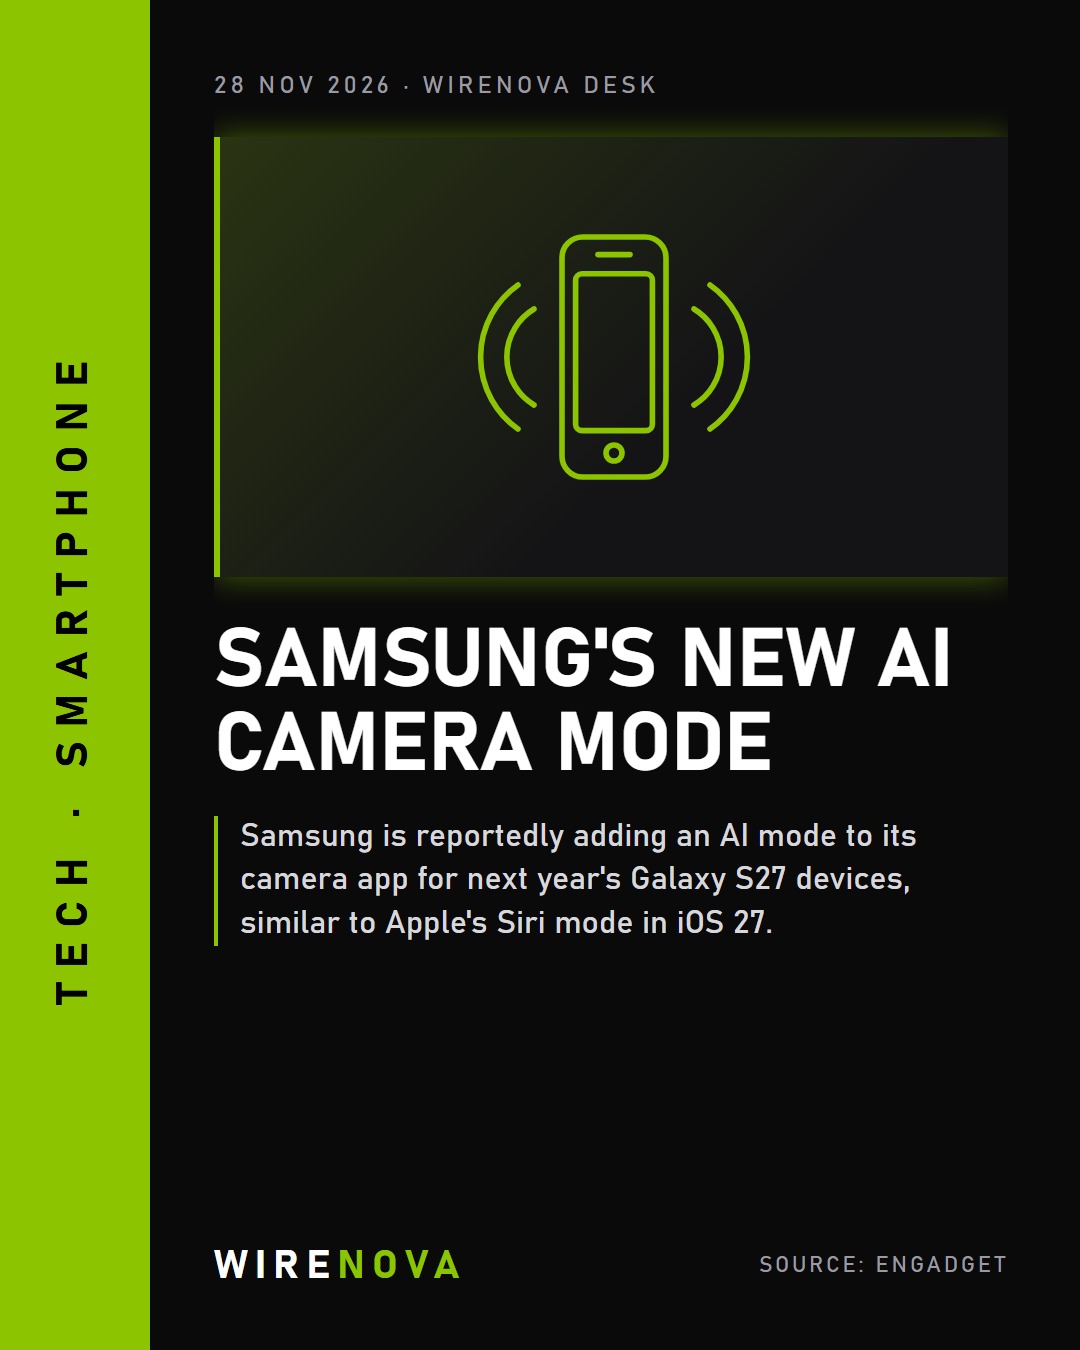 TECH · SMARTPHONE
28 NOV 2026 · WIRENOVA DESK
SAMSUNG'S NEW AI
CAMERA MODE
Samsung is reportedly adding an AI mode to its
camera app for next year's Galaxy S27 devices,
similar to Apple's Siri mode in iOS 27.
WIRENOVA
SOURCE: ENGADGET